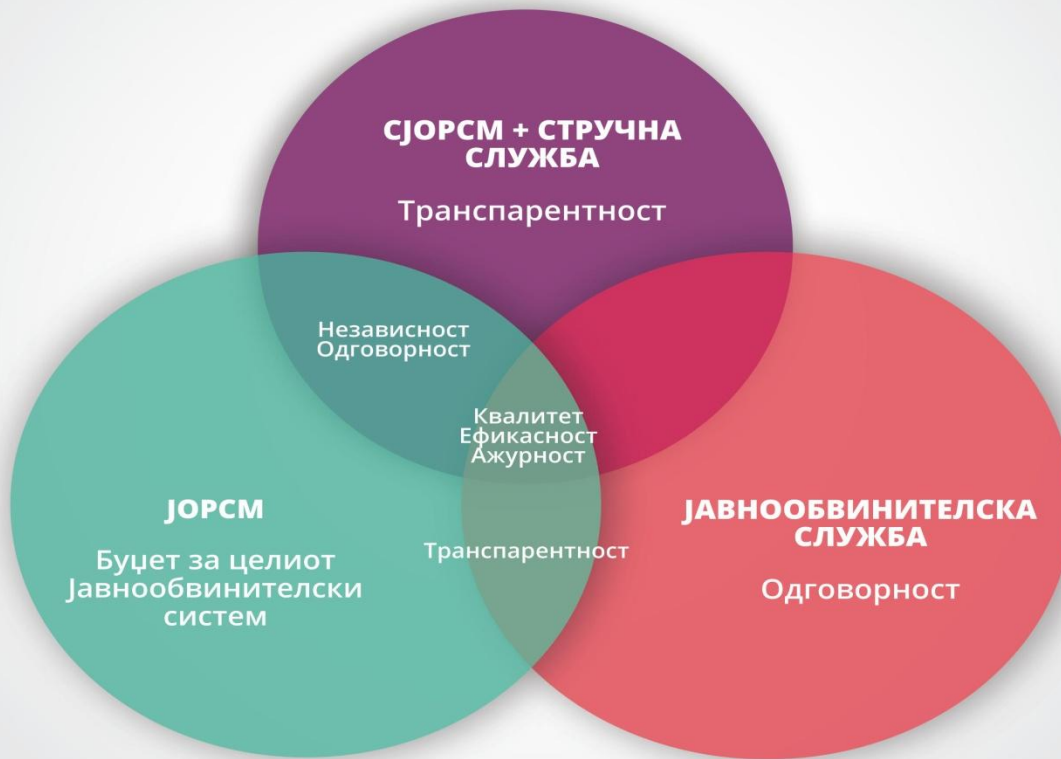 СЈОРСМ + СТРУЧНА
СЛУЖБА
Транспарентност
Независност
Одговорност
Квалитет
Ефикасност
Ажурност
ЈОРСМ
Буџет за целиот
Јавнообвинителски
систем
Транспарентност
ЈАВНООБВИНИТЕЛСКА
СЛУЖБА
Одговорност